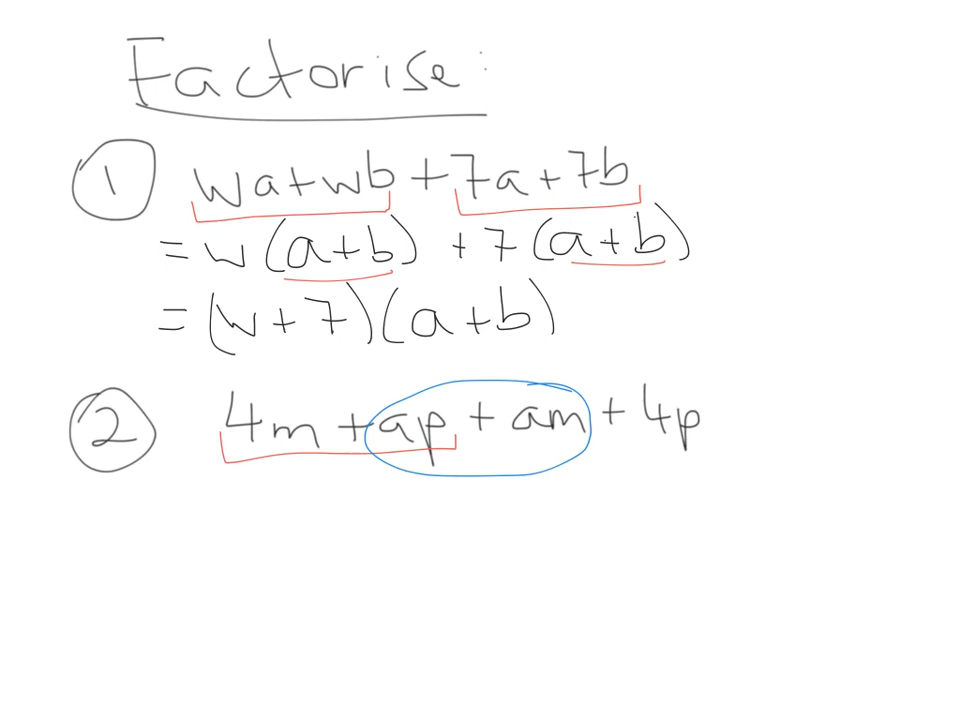 Factorise:
① wa+wb+7a+7b
=w(a+b) +7(a+b)
=(w+7)(a+b)
② 4m+ap+am+4p